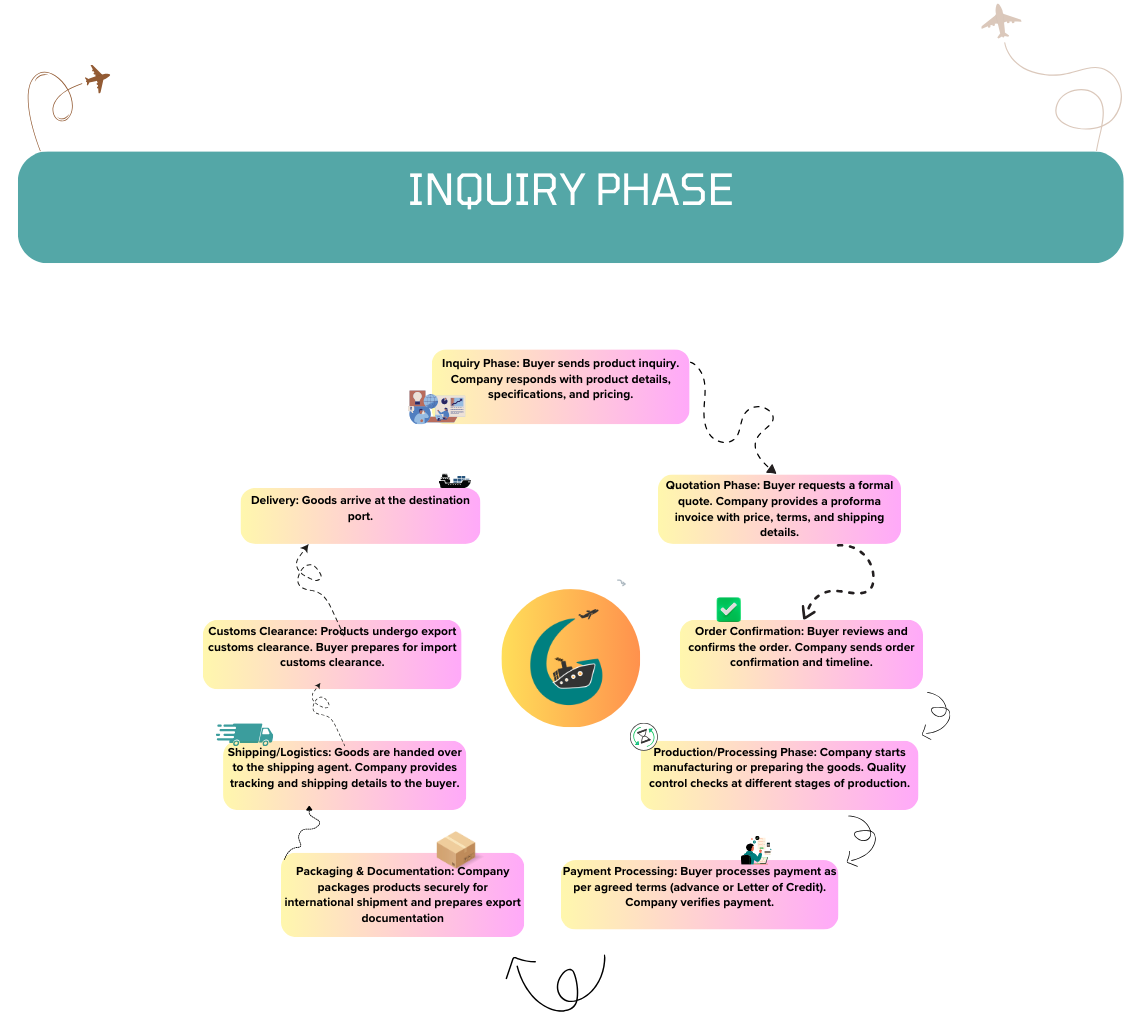 INQUIRY PHASE
Inquiry Phase: Buyer sends product inquiry.
Company responds with product details,
specifications, and pricing.
Quotation Phase: Buyer requests a formal
quote. Company provides a proforma
invoice with price, terms, and shipping
details.
Order Confirmation: Buyer reviews and
confirms the order. Company sends order
confirmation and timeline.
Production/Processing Phase: Company starts
manufacturing or preparing the goods. Quality
control checks at different stages of production.
Payment Processing: Buyer processes payment as
per agreed terms (advance or Letter of Credit).
Company verifies payment.
Packaging & Documentation: Company
packages products securely for
international shipment and prepares export
documentation
Shipping/Logistics: Goods are handed over
to the shipping agent. Company provides
tracking and shipping details to the buyer.
Customs Clearance: Products undergo export
customs clearance. Buyer prepares for import
customs clearance.
Delivery: Goods arrive at the destination
port.